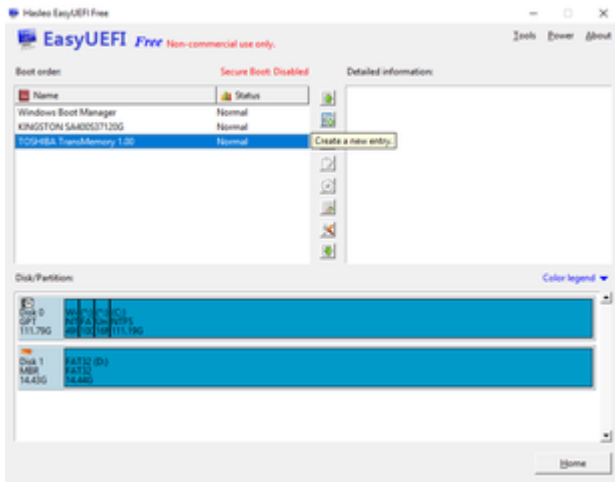 Hasleo EasyUEFI Free
EasyUEFI Free Non-commercial use only.
Tools Power About
Boot order: Secure Boot: Disabled Detailed information:
Name Status
Windows Boot Manager Normal
KINGSTON SA400S37120G Normal
TOSHIBA TransMemory 1.00 Normal
Create a new entry.
Disk/Partition: Color legend
Disk 0
GPT
111.79G
(C:)
NTFS
111.19G
Disk 1
MBR
14.43G
FAT32 (D:)
FAT32
14.44G
Home